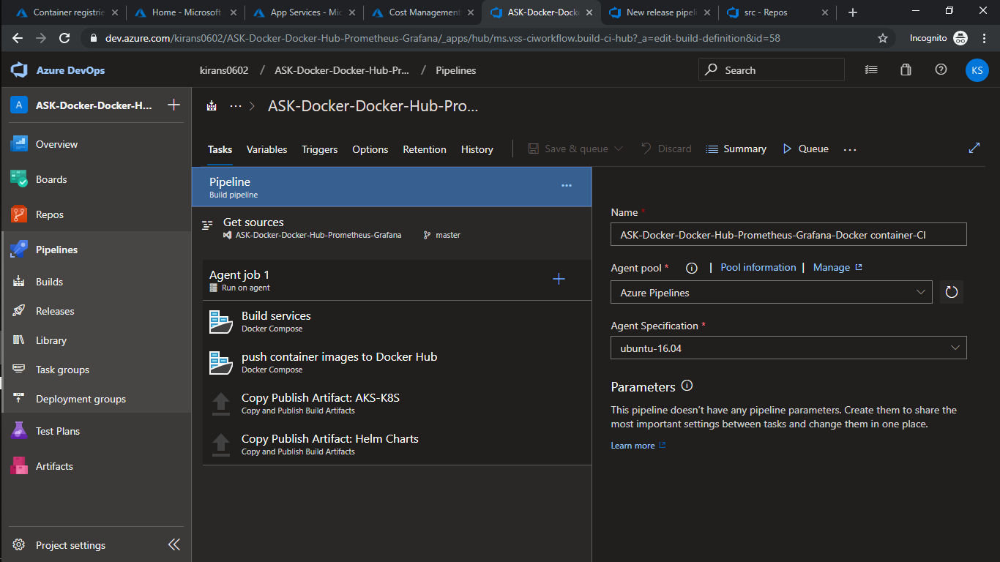 Container registrie
Home - Microsoft
App Services - Mic
Cost Management
ASK-Docker-Dock
New release pipeli
src - Repos
dev.azure.com/kirans0602/ASK-Docker-Docker-Hub-Prometheus-Grafana/_apps/hub/ms.vss-ciworkflow.build-ci-hub?_a=edit-build-definition&id=58
Incognito
Azure DevOps
kirans0602 / ASK-Docker-Docker-Hub-Pr... / Pipelines
Search
KS
A ASK-Docker-Docker-H...
Overview
Boards
Repos
Pipelines
Builds
Releases
Library
Task groups
Deployment groups
Test Plans
Artifacts
Project settings
ASK-Docker-Docker-Hub-Pro...
Tasks Variables Triggers Options Retention History Save & queue Discard Summary Queue
Pipeline
Build pipeline
Get sources
ASK-Docker-Docker-Hub-Prometheus-Grafana master
Agent job 1
Run on agent
Build services
Docker Compose
push container images to Docker Hub
Docker Compose
Copy Publish Artifact: AKS-K8S
Copy and Publish Build Artifacts
Copy Publish Artifact: Helm Charts
Copy and Publish Build Artifacts
Name *
ASK-Docker-Docker-Hub-Prometheus-Grafana-Docker container-CI
Agent pool * | Pool information | Manage
Azure Pipelines
Agent Specification *
ubuntu-16.04
Parameters
This pipeline doesn't have any pipeline parameters. Create them to share the
most important settings between tasks and change them in one place.
Learn more